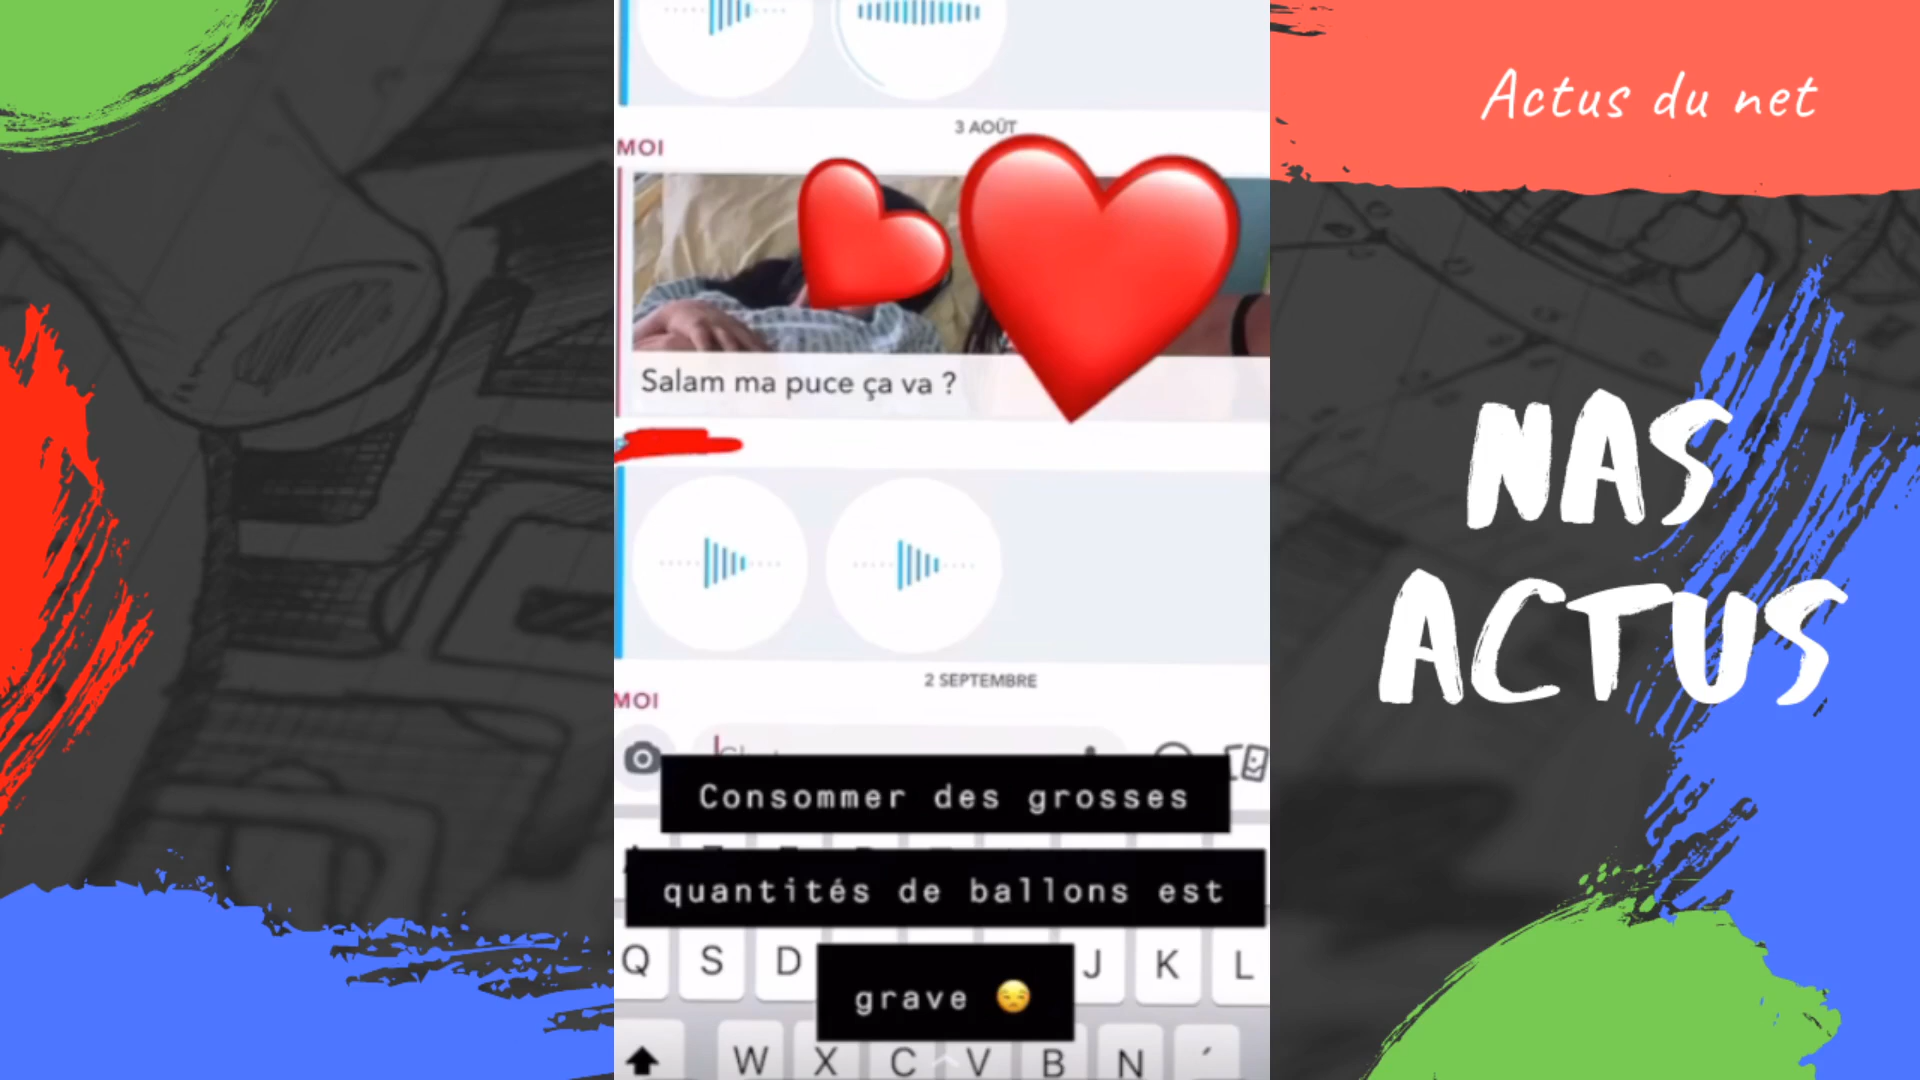 Actus du net
3 AOÛT
MOI
Salam ma puce ça va ?
NAS
ACTUS
2 SEPTEMBRE
MOI
Consommer des grosses
quantités de ballons est
grave 😒
Q S D J K L
W X C V B N ´